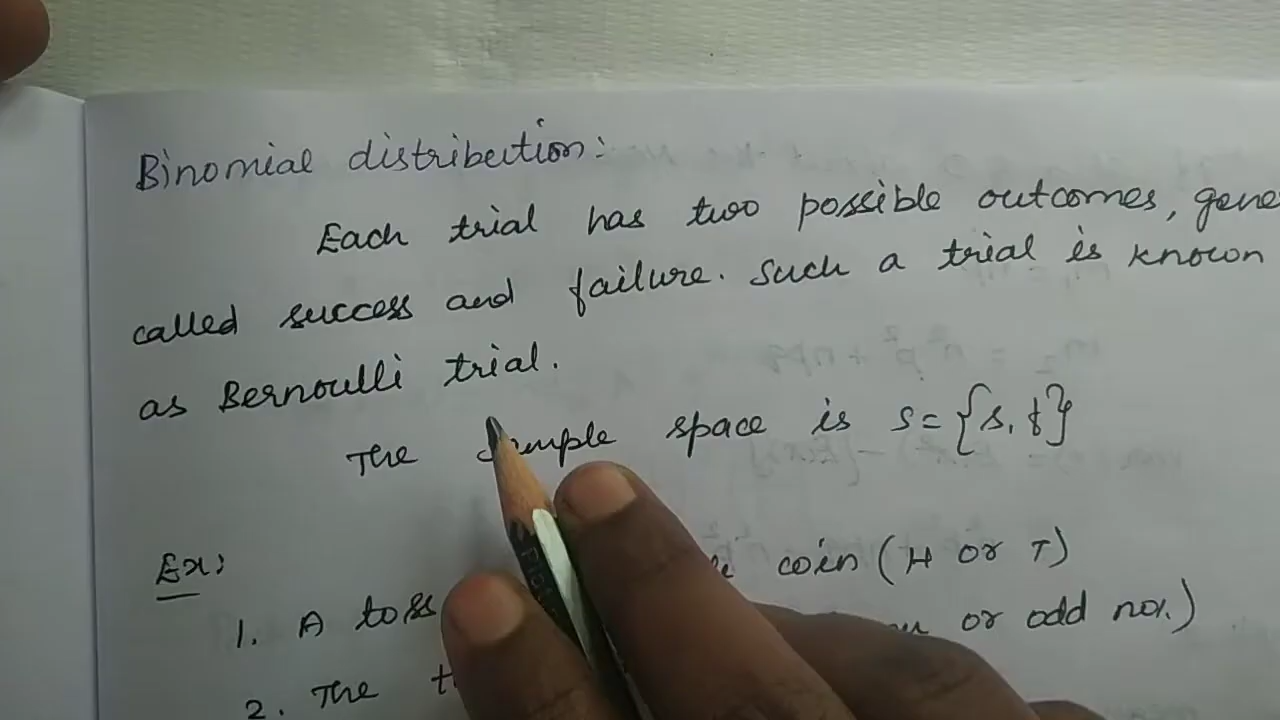 Binomial distribution:
Each trial has two possible outcomes, gene
called success and failure. Such a trial is known
as Bernoulli trial.
The sample space is S = {s, f}
Ex:
1. A toss coin (H or T)
2. The or odd no.)